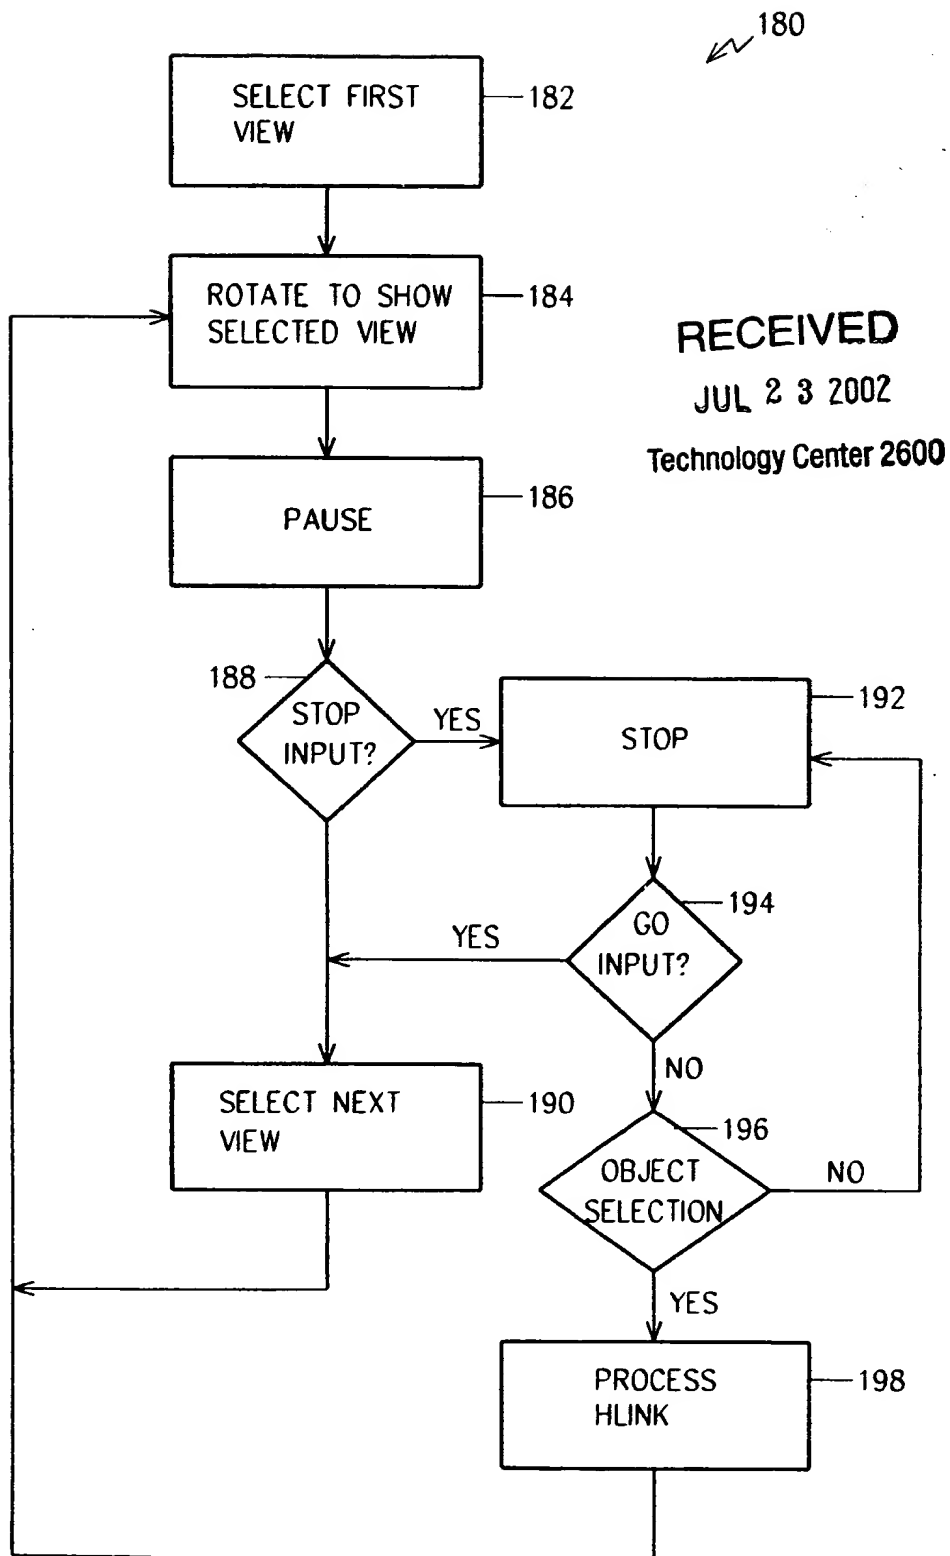 180
SELECT FIRST
VIEW
182
ROTATE TO SHOW
SELECTED VIEW
184
RECEIVED
JUL 23 2002
Technology Center 2600
PAUSE
186
188
STOP
INPUT?
YES
STOP
192
GO
INPUT?
194
YES
NO
SELECT NEXT
VIEW
190
196
OBJECT
SELECTION
NO
YES
PROCESS
HLINK
198